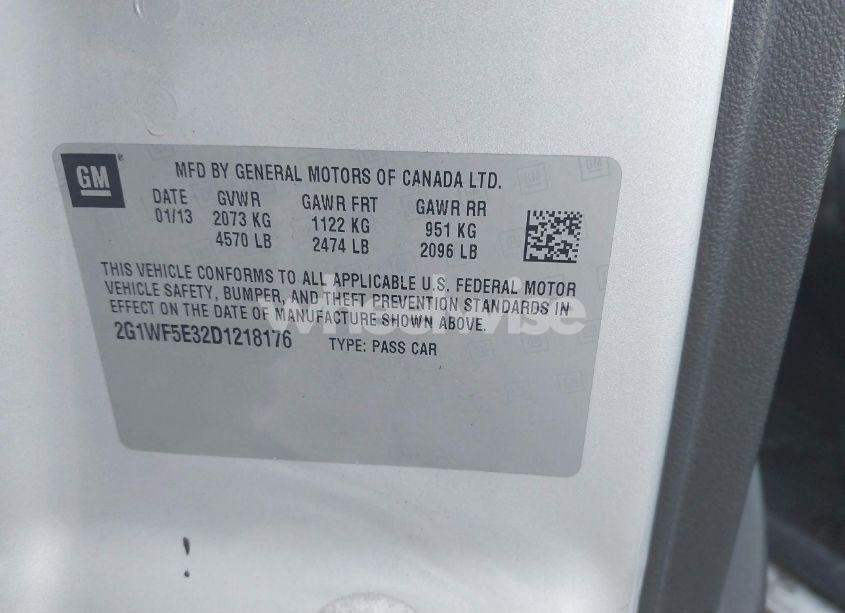 GM
MFD BY GENERAL MOTORS OF CANADA LTD.
DATE GVWR GAWR FRT GAWR RR
01/13 2073 KG 1122 KG 951 KG
4570 LB 2474 LB 2096 LB
THIS VEHICLE CONFORMS TO ALL APPLICABLE U.S. FEDERAL MOTOR
VEHICLE SAFETY, BUMPER, AND THEFT PREVENTION STANDARDS IN
EFFECT ON THE DATE OF MANUFACTURE SHOWN ABOVE.
2G1WF5E32D1218176 TYPE: PASS CAR
wheelwise